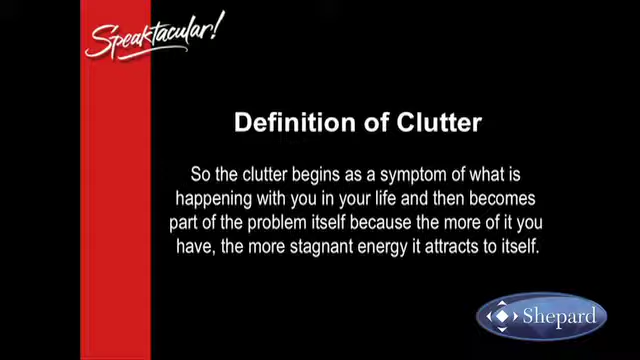 Speaktacular!
Definition of Clutter
So the clutter begins as a symptom of what is
happening with you in your life and then becomes
part of the problem itself because the more of it you
have, the more stagnant energy it attracts to itself.
Shepard